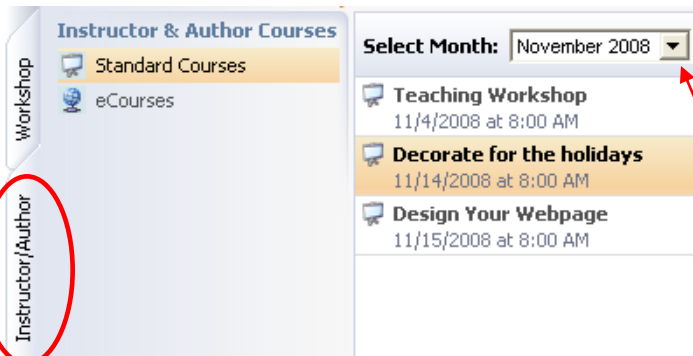 Workshop
Instructor/Author
Instructor & Author Courses
Standard Courses
eCourses
Select Month: November 2008
Teaching Workshop
11/4/2008 at 8:00 AM
Decorate for the holidays
11/14/2008 at 8:00 AM
Design Your Webpage
11/15/2008 at 8:00 AM